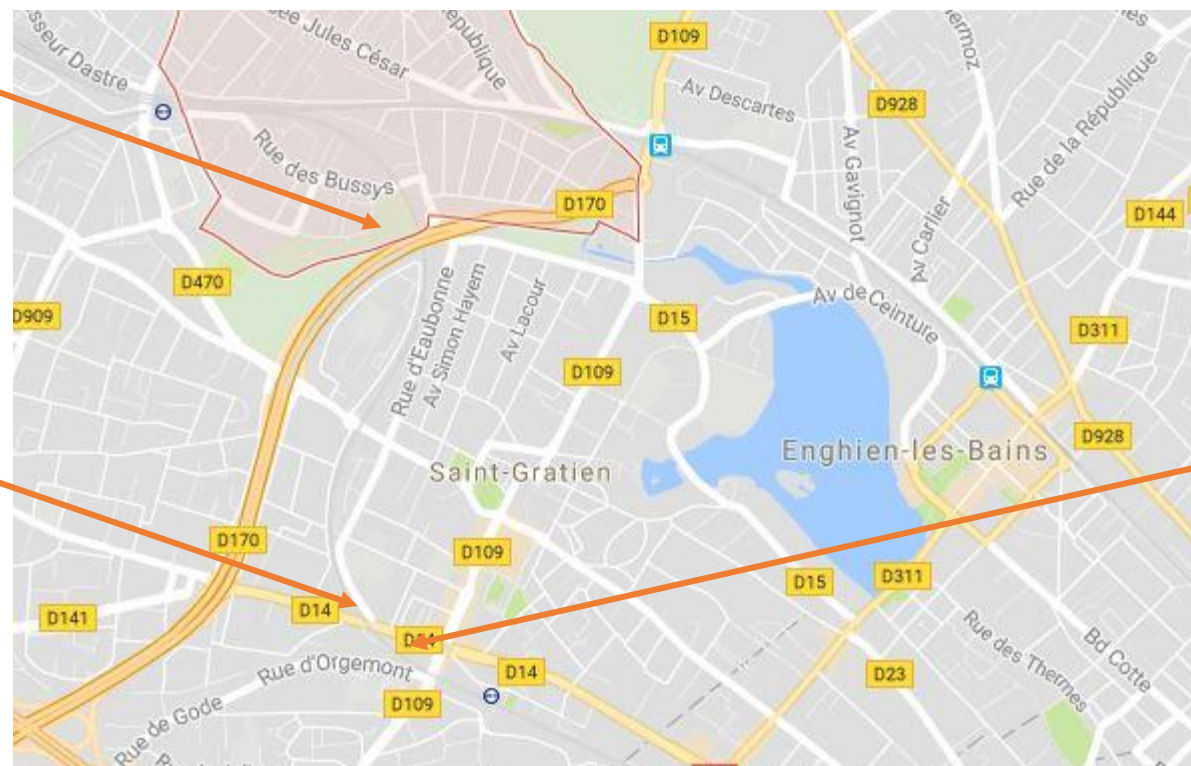 Jules César
République
D109
Av Descartes
D928
Rue de la République
Dastre
Rue des Bussys
Av Gavignot
Av Carlier
D170
D144
D470
D909
Rue d'Eaubonne
Av Simon Hayem
Av Lacour
D15
Av de Ceinture
D311
D109
D928
Enghien-les-Bains
Saint-Gratien
D170
D109
D15
D311
D14
D141
D14
Rue d'Orgemont
D14
D23
Rue des Thermes
Bd Cotte
D109
Rue de Gode